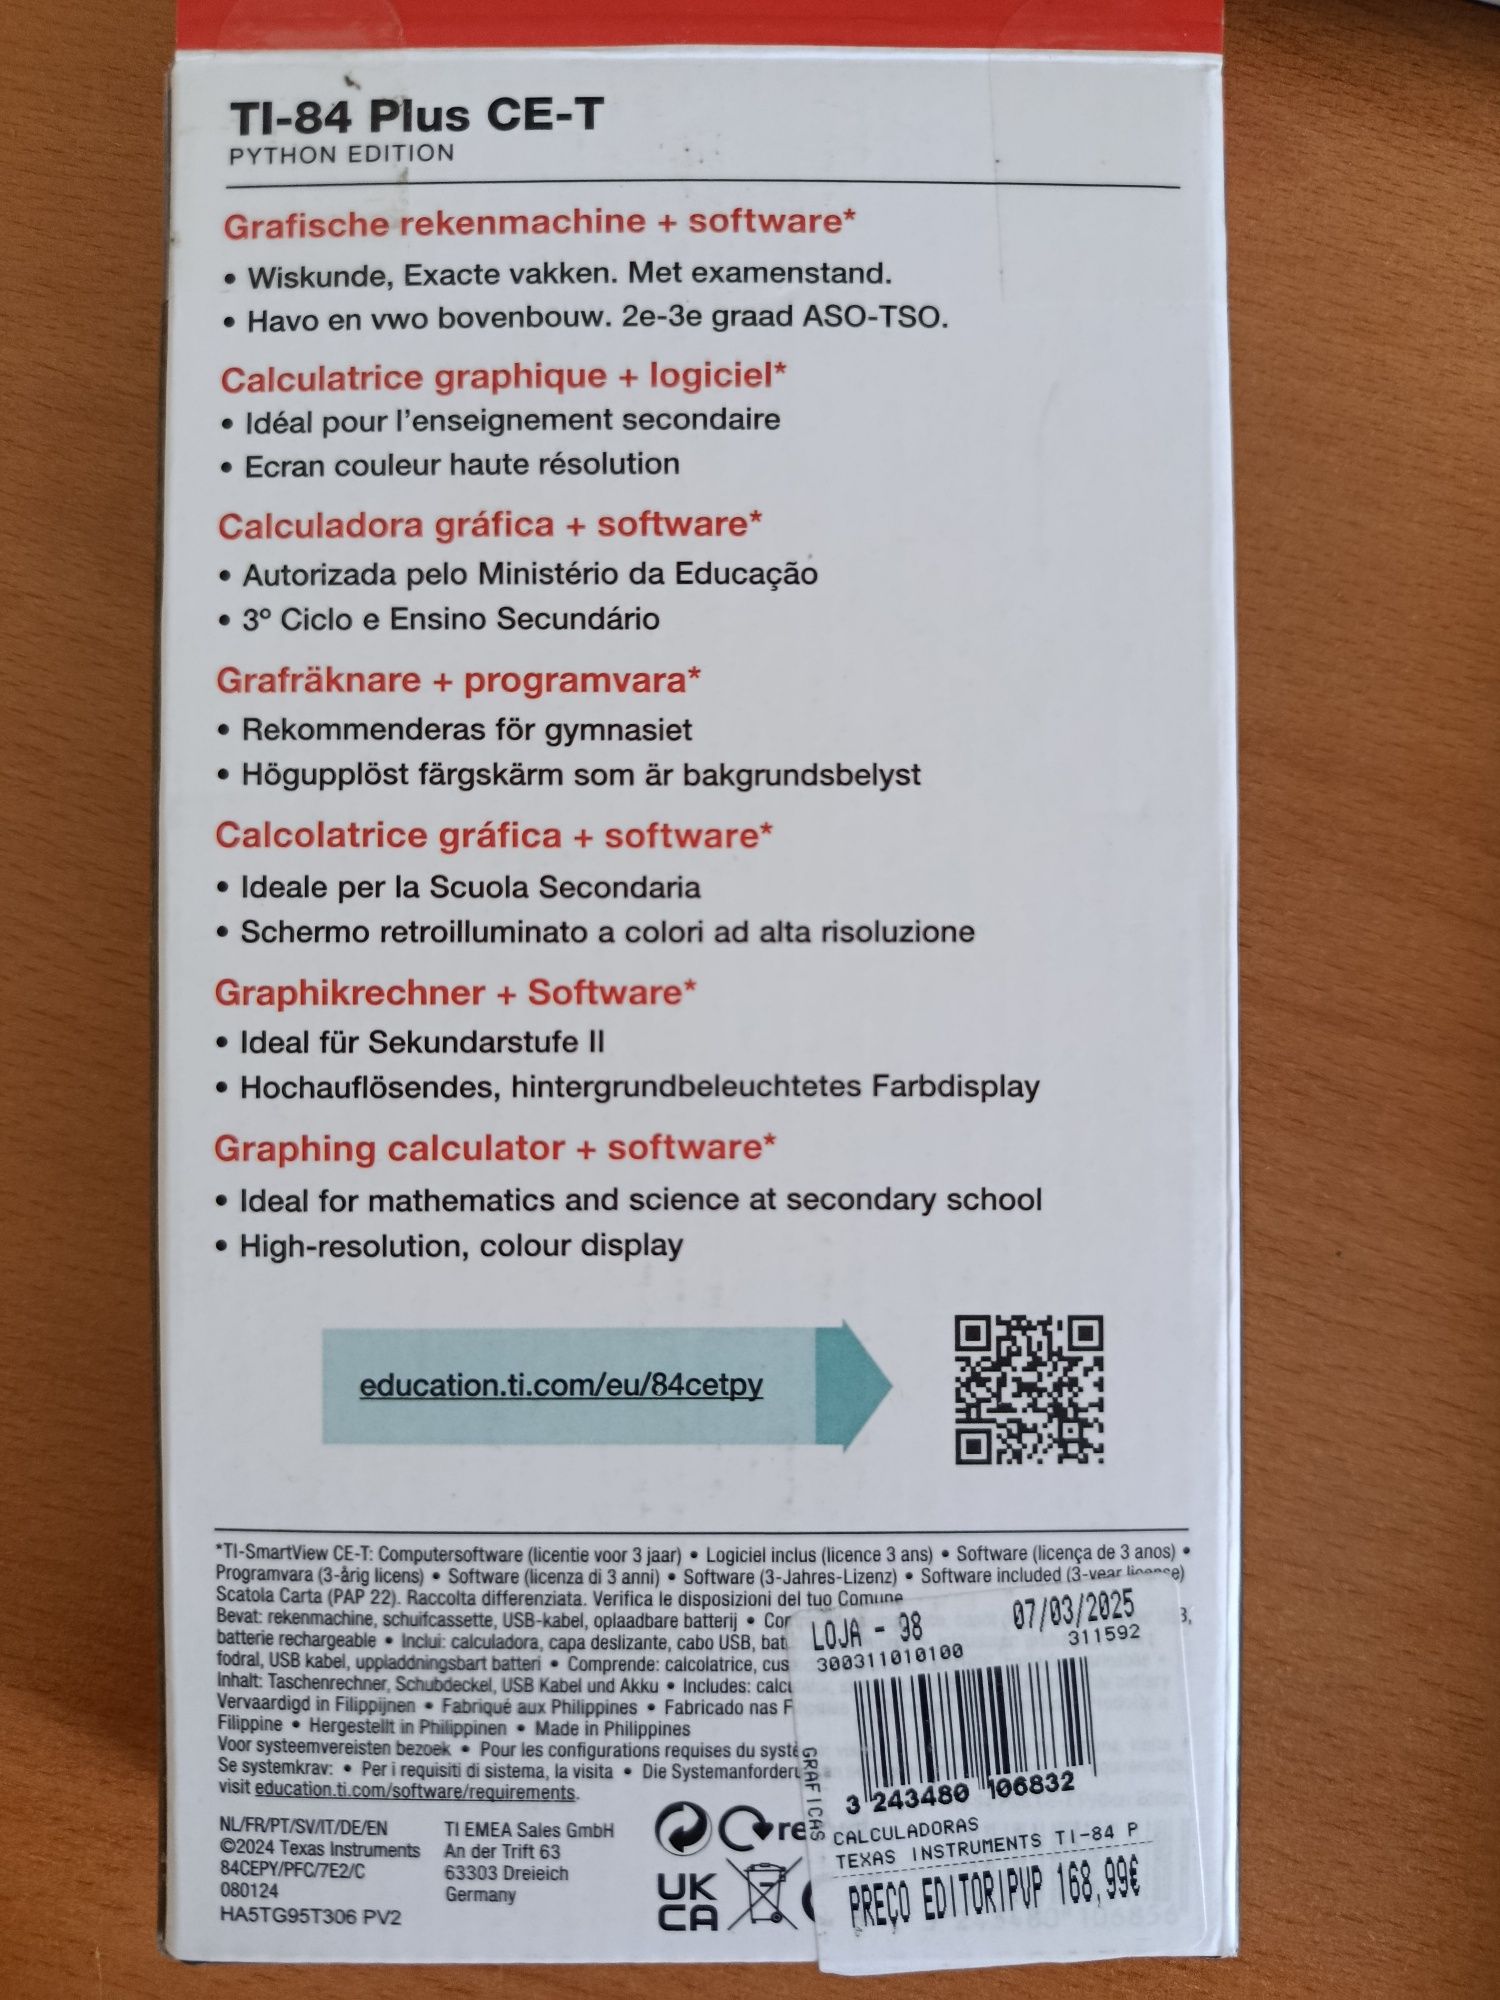 TI-84 Plus CE-T
PYTHON EDITION
Grafische rekenmachine + software*
• Wiskunde, Exacte vakken. Met examenstand.
• Havo en vwo bovenbouw. 2e-3e graad ASO-TSO.
Calculatrice graphique + logiciel*
• Idéal pour l'enseignement secondaire
• Ecran couleur haute résolution
Calculadora gráfica + software*
• Autorizada pelo Ministério da Educação
• 3º Ciclo e Ensino Secundário
Grafräknare + programvara*
• Rekommenderas för gymnasiet
• Högupplöst färgskärm som är bakgrundsbelyst
Calcolatrice gráfica + software*
• Ideale per la Scuola Secondaria
• Schermo retroilluminato a colori ad alta risoluzione
Graphikrechner + Software*
• Ideal für Sekundarstufe II
• Hochauflösendes, hintergrundbeleuchtetes Farbdisplay
Graphing calculator + software*
• Ideal for mathematics and science at secondary school
• High-resolution, colour display
education.ti.com/eu/84cetpy
*TI-SmartView CE-T: Computersoftware (licentie voor 3 jaar) • Logiciel inclus (licence 3 ans) • Software (licença de 3 anos) •
Programvara (3-årig licens) • Software (licenza di 3 anni) • Software (3-Jahres-Lizenz) • Software included (3-year license)
Scatola Carta (PAP 22). Raccolta differenziata. Verifica le disposizioni del tuo Comune
Bevat: rekenmachine, schuifcassette, USB-kabel, oplaadbare batterij •
batterie rechargeable • Inclui: calculadora, capa deslizante, cabo USB,
fodral, USB kabel, uppladdningsbart batteri • Comprende: calcolatrice,
Inhalt: Taschenrechner, Schubdeckel, USB Kabel und Akku • Includes:
Vervaardigd in Filippijnen • Fabriqué aux Philippines • Fabricado nas
Filippine • Hergestellt in Philippinen • Made in Philippines
Voor systeemvereisten bezoek • Pour les configurations requises du
Se systemkrav: • Per i requisiti di sistema, la visita • Die
visit education.ti.com/software/requirements.
NL/FR/PT/SV/IT/DE/EN
©2024 Texas Instruments
84CEPY/PFC/7E2/C
080124
HA5TG95T306 PV2
TI EMEA Sales GmbH
An der Trift 63
63303 Dreieich
Germany
re
UK
CA
LOJA - 98 07/03/2025
300311010100 311592
GRAFICAS
3 243480 106832
CALCULADORAS
TEXAS INSTRUMENTS TI-84 P
PREÇO EDITOR|PVP 168,99€